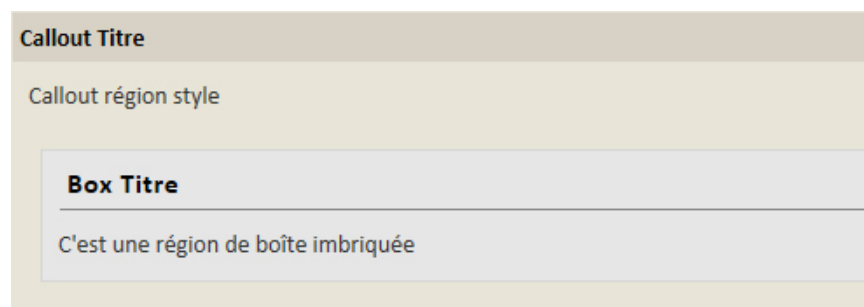 Callout Titre
Callout région style
Box Titre
C'est une région de boîte imbriquée